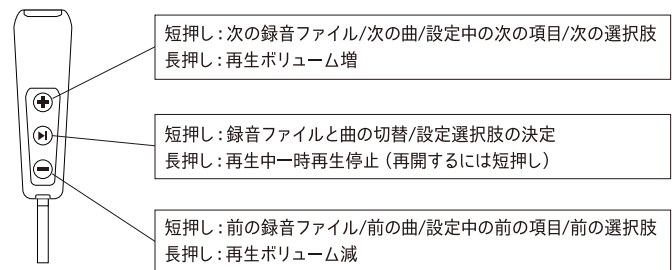 短押し:次の録音ファイル/次の曲/設定中の次の項目/次の選択肢
長押し:再生ボリューム増
短押し:録音ファイルと曲の切替/設定選択肢の決定
長押し:再生中一時再生停止(再開するには短押し)
短押し:前の録音ファイル/前の曲/設定中の前の項目/前の選択肢
長押し:再生ボリューム減